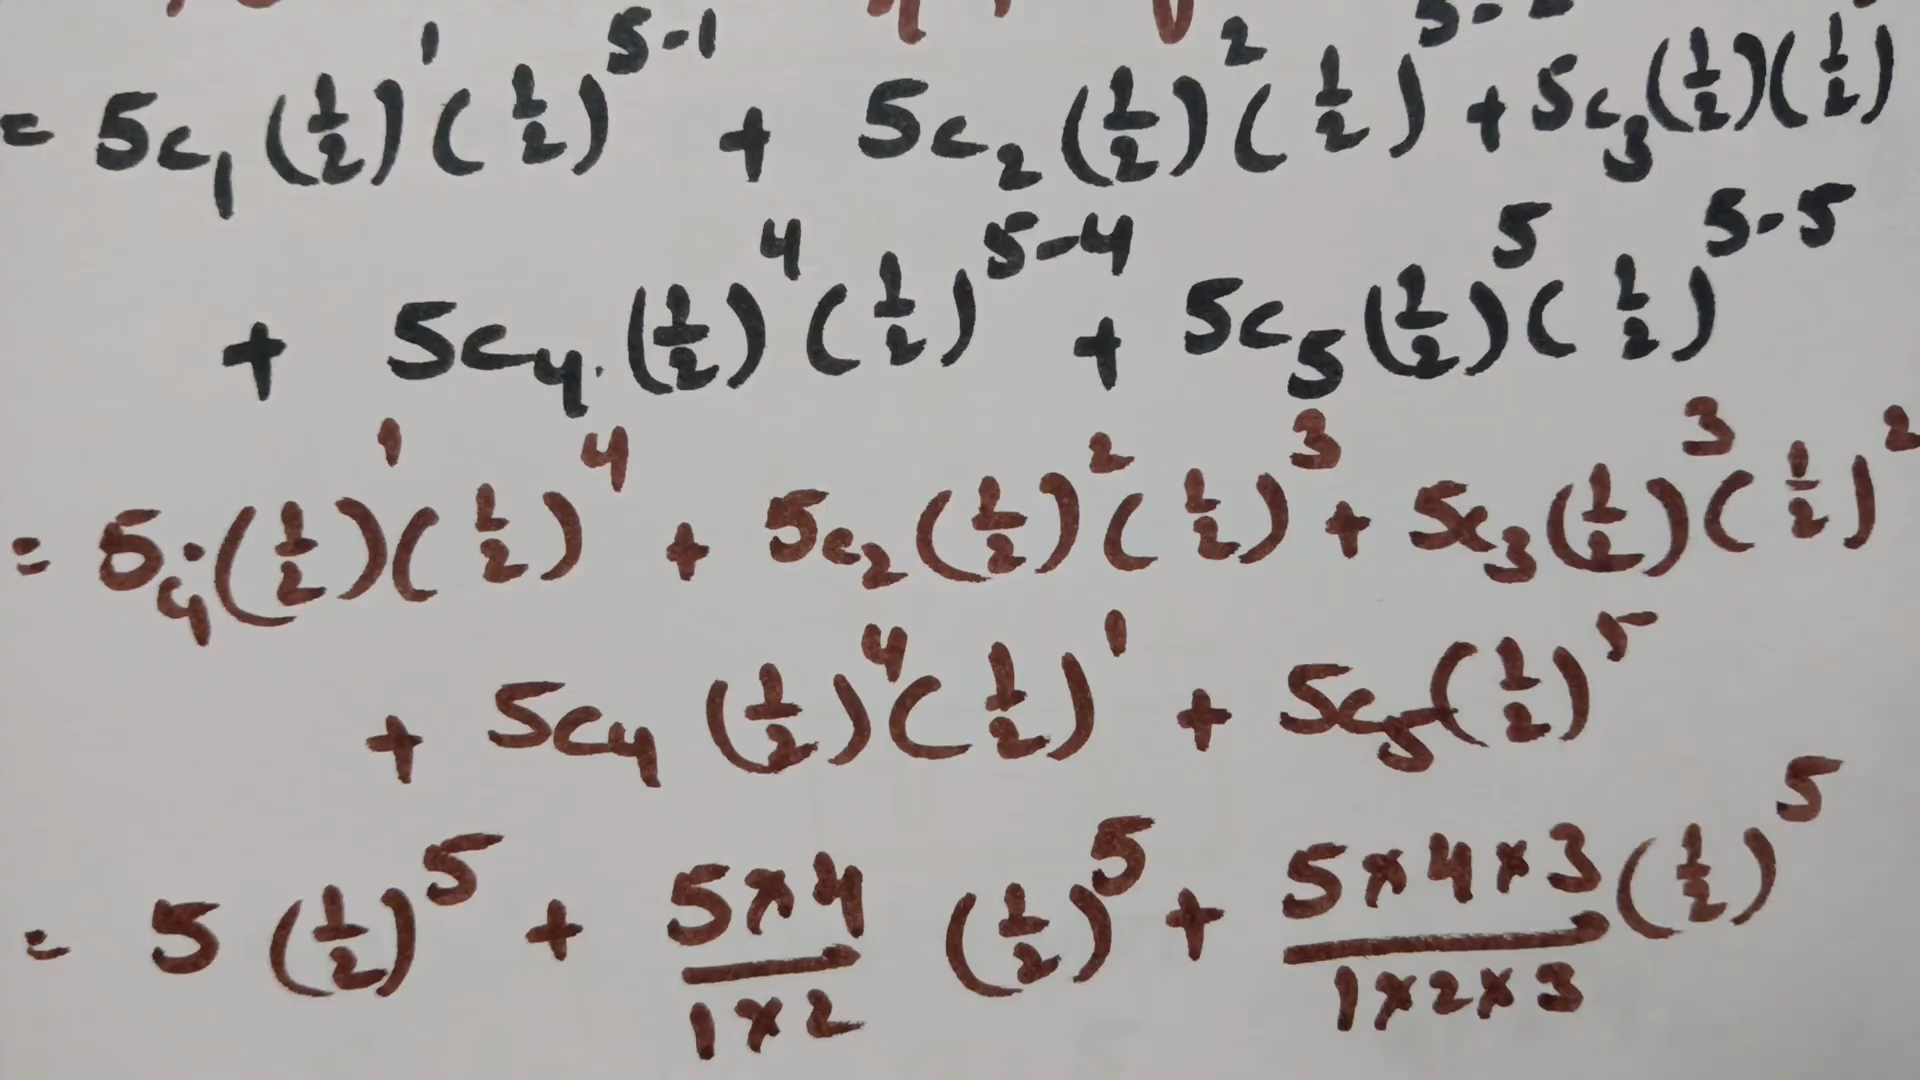 = 5c₁ (1/2)¹ (1/2)⁵⁻¹ + 5c₂ (1/2)² (1/2) + 5c₃ (1/2) (1/2)
+ 5c₄. (1/2)⁴ (1/2)⁵⁻⁴ + 5c₅ (1/2)⁵ (1/2)⁵⁻⁵
= 5c₁ (1/2)¹ (1/2)⁴ + 5c₂ (1/2)² (1/2)³ + 5c₃ (1/2)³ (1/2)²
+ 5c₄ (1/2)⁴ (1/2)¹ + 5c₅ (1/2)⁵
= 5 (1/2)⁵ + 5×4/1×2 (1/2)⁵ + 5×4×3/1×2×3 (1/2)⁵